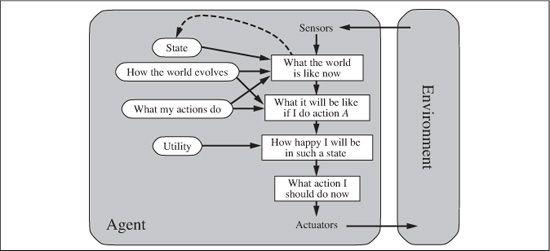 Sensors
State
What the world
is like now
How the world evolves
What my actions do
What it will be like
if I do action A
How happy I will be
in such a state
Utility
What action I
should do now
Agent
Actuators
Environment